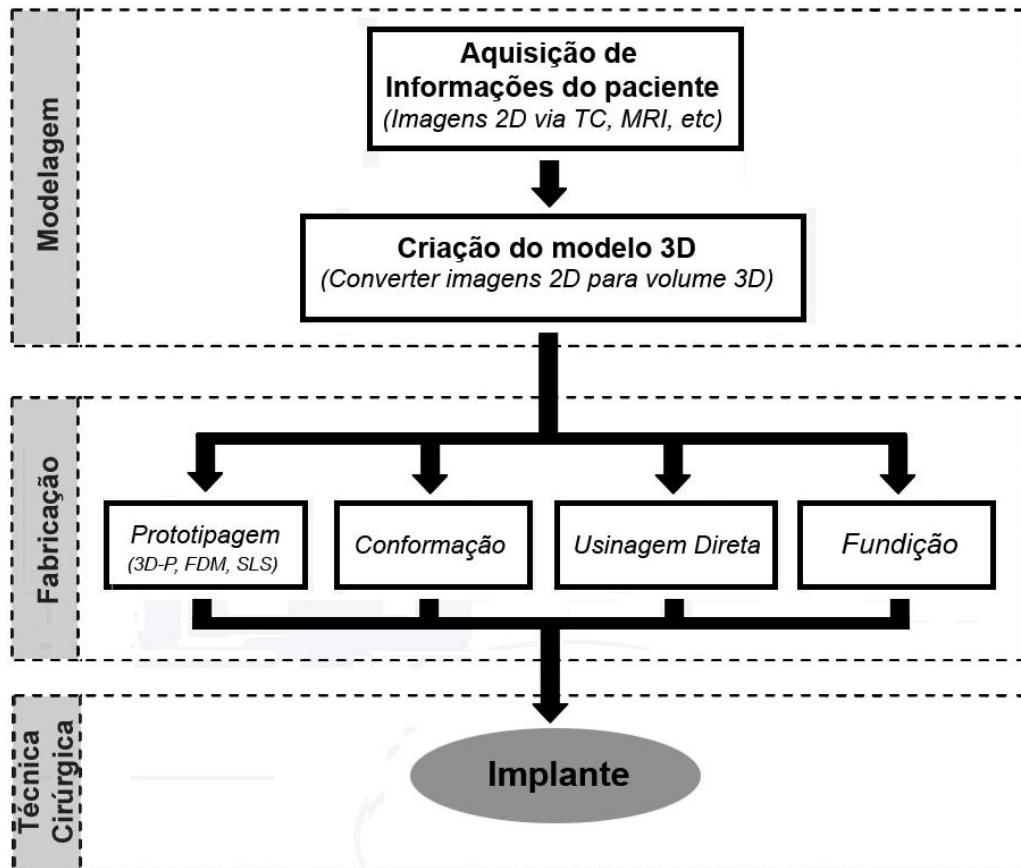 Modelagem
Aquisição de
Informações do paciente
(Imagens 2D via TC, MRI, etc)
Criação do modelo 3D
(Converter imagens 2D para volume 3D)
Fabricação
Prototipagem
(3D-P, FDM, SLS)
Conformação
Usinagem Direta
Fundição
Técnica
Cirúrgica
Implante